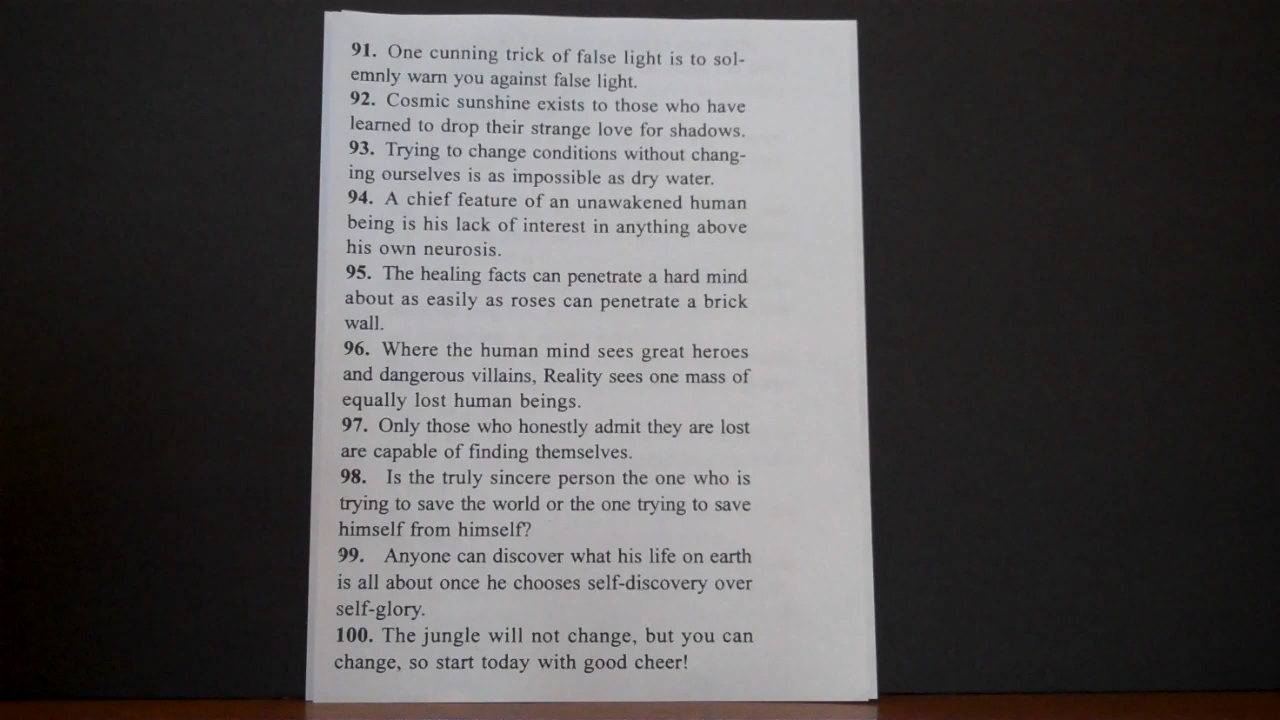 91. One cunning trick of false light is to sol-
emnly warn you against false light.
92. Cosmic sunshine exists to those who have
learned to drop their strange love for shadows.
93. Trying to change conditions without chang-
ing ourselves is as impossible as dry water.
94. A chief feature of an unawakened human
being is his lack of interest in anything above
his own neurosis.
95. The healing facts can penetrate a hard mind
about as easily as roses can penetrate a brick
wall.
96. Where the human mind sees great heroes
and dangerous villains, Reality sees one mass of
equally lost human beings.
97. Only those who honestly admit they are lost
are capable of finding themselves.
98. Is the truly sincere person the one who is
trying to save the world or the one trying to save
himself from himself?
99. Anyone can discover what his life on earth
is all about once he chooses self-discovery over
self-glory.
100. The jungle will not change, but you can
change, so start today with good cheer!